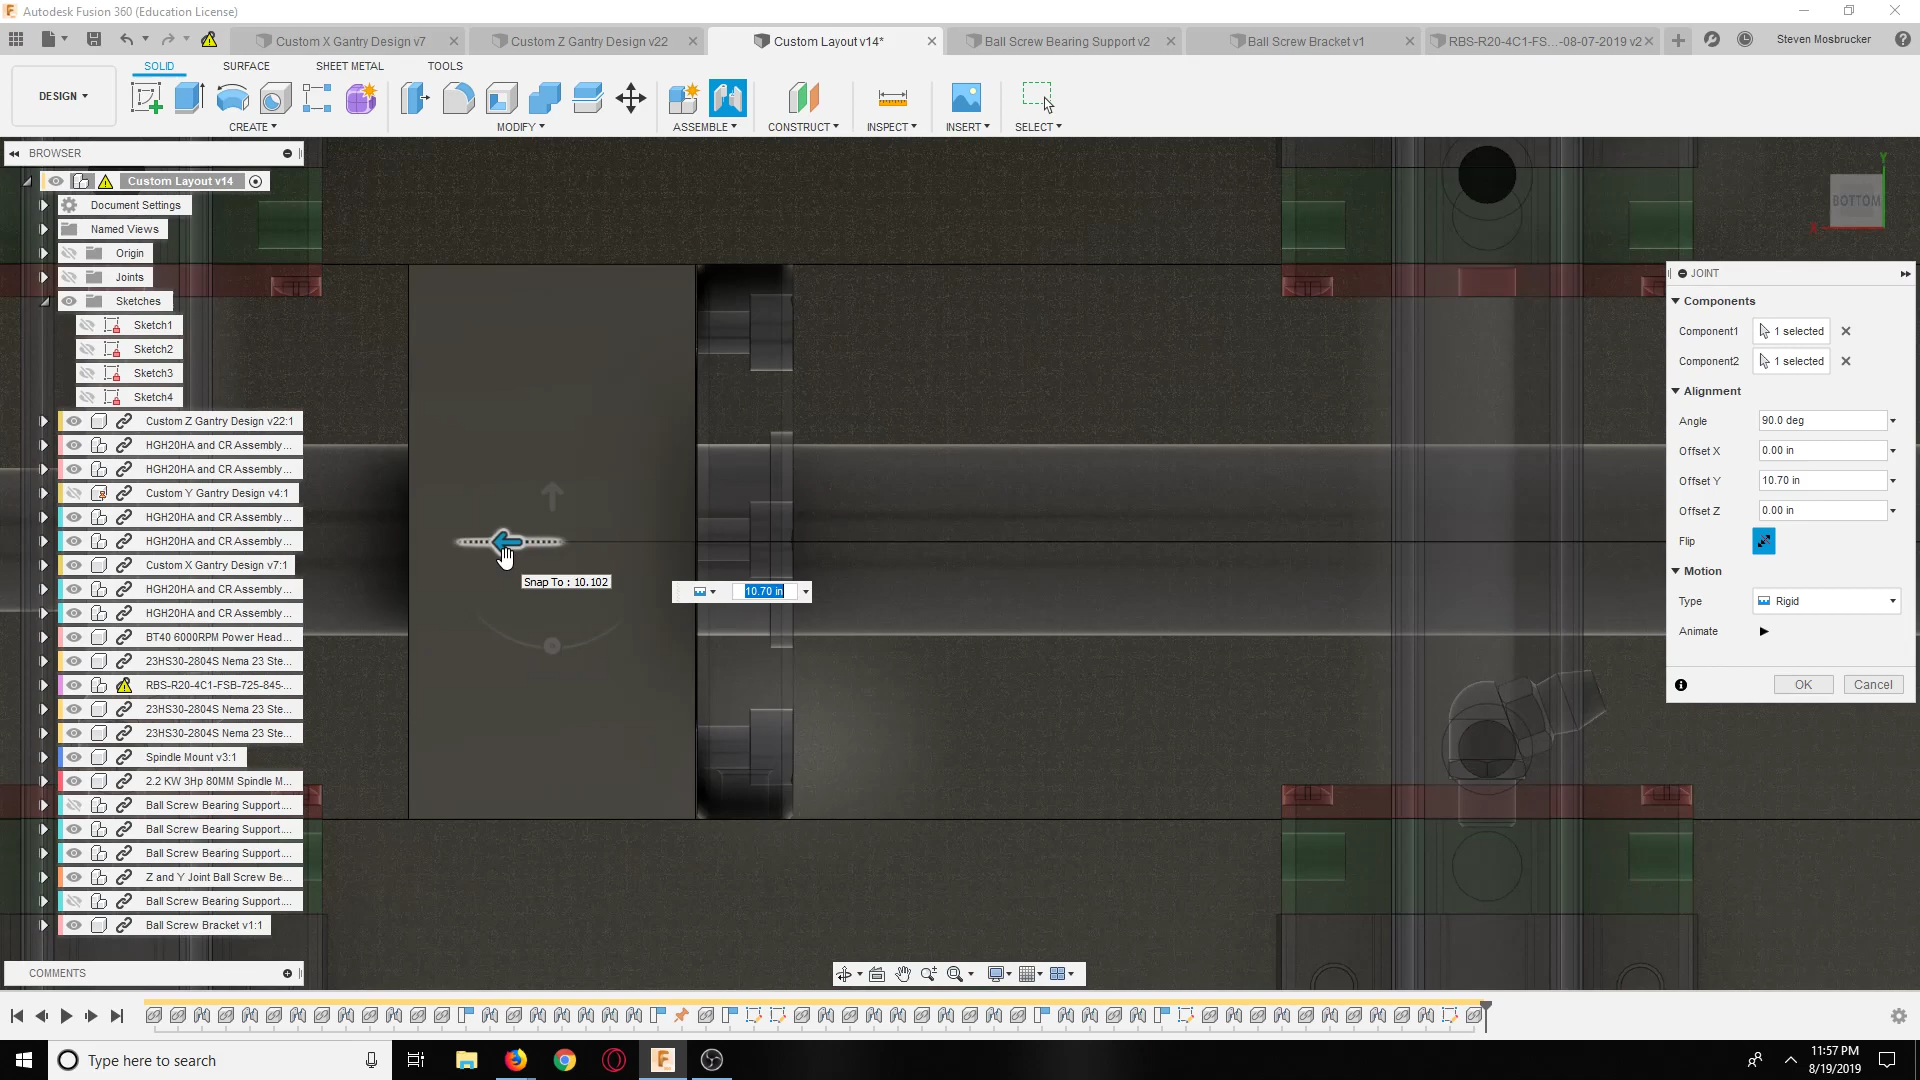 Autodesk Fusion 360 (Education License)
Custom X Gantry Design v7
Custom Z Gantry Design v22
Custom Layout v14*
Ball Screw Bearing Support v2
Ball Screw Bracket v1
RBS-R20-4C1-FS...-08-07-2019 v2
Steven Mosbrucker
SOLID
SURFACE
SHEET METAL
TOOLS
DESIGN
CREATE
MODIFY
ASSEMBLE
CONSTRUCT
INSPECT
INSERT
SELECT
BROWSER
Custom Layout v14
Document Settings
Named Views
Origin
Joints
Sketches
Sketch1
Sketch2
Sketch3
Sketch4
Custom Z Gantry Design v22:1
HGH20HA and CR Assembly...
HGH20HA and CR Assembly...
Custom Y Gantry Design v4:1
HGH20HA and CR Assembly...
HGH20HA and CR Assembly...
Custom X Gantry Design v7:1
HGH20HA and CR Assembly...
HGH20HA and CR Assembly...
BT40 6000RPM Power Head...
23HS30-2804S Nema 23 Ste...
RBS-R20-4C1-FSB-725-845-...
23HS30-2804S Nema 23 Ste...
23HS30-2804S Nema 23 Ste...
Spindle Mount v3:1
2.2 KW 3Hp 80MM Spindle M...
Ball Screw Bearing Support....
Ball Screw Bearing Support....
Ball Screw Bearing Support....
Z and Y Joint Ball Screw Be...
Ball Screw Bearing Support....
Ball Screw Bracket v1:1
COMMENTS
Snap To : 10.102
10.70 in
Y
BOTTOM
X
JOINT
Components
Component1 1 selected
Component2 1 selected
Alignment
Angle 90.0 deg
Offset X 0.00 in
Offset Y 10.70 in
Offset Z 0.00 in
Flip
Motion
Type Rigid
Animate
OK Cancel
Type here to search
11:57 PM
8/19/2019